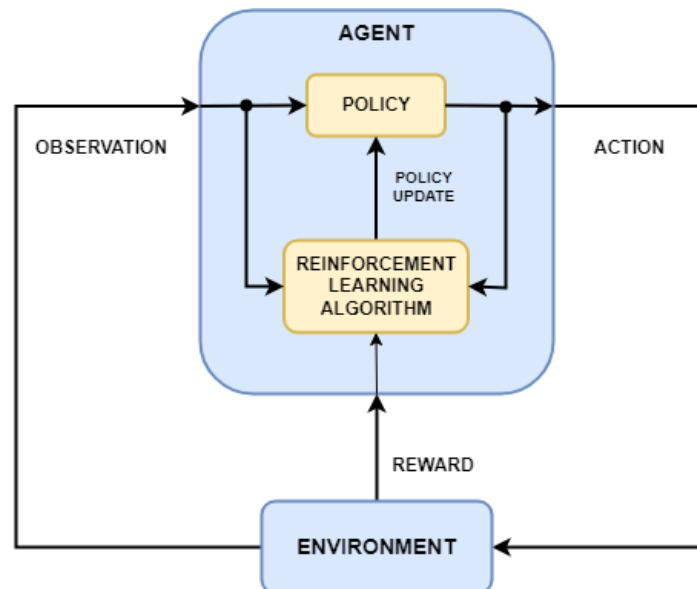 AGENT
POLICY
OBSERVATION
ACTION
POLICY
UPDATE
REINFORCEMENT
LEARNING
ALGORITHM
REWARD
ENVIRONMENT